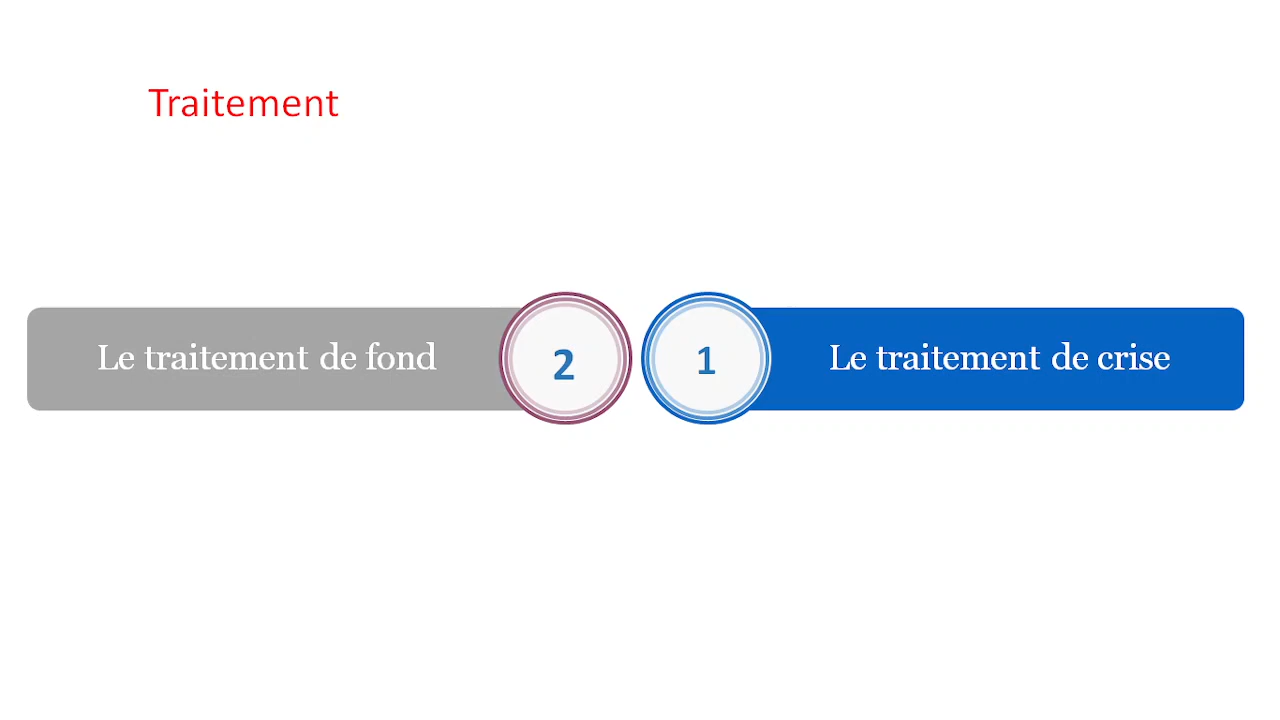 Traitement
Le traitement de fond
2
1
Le traitement de crise